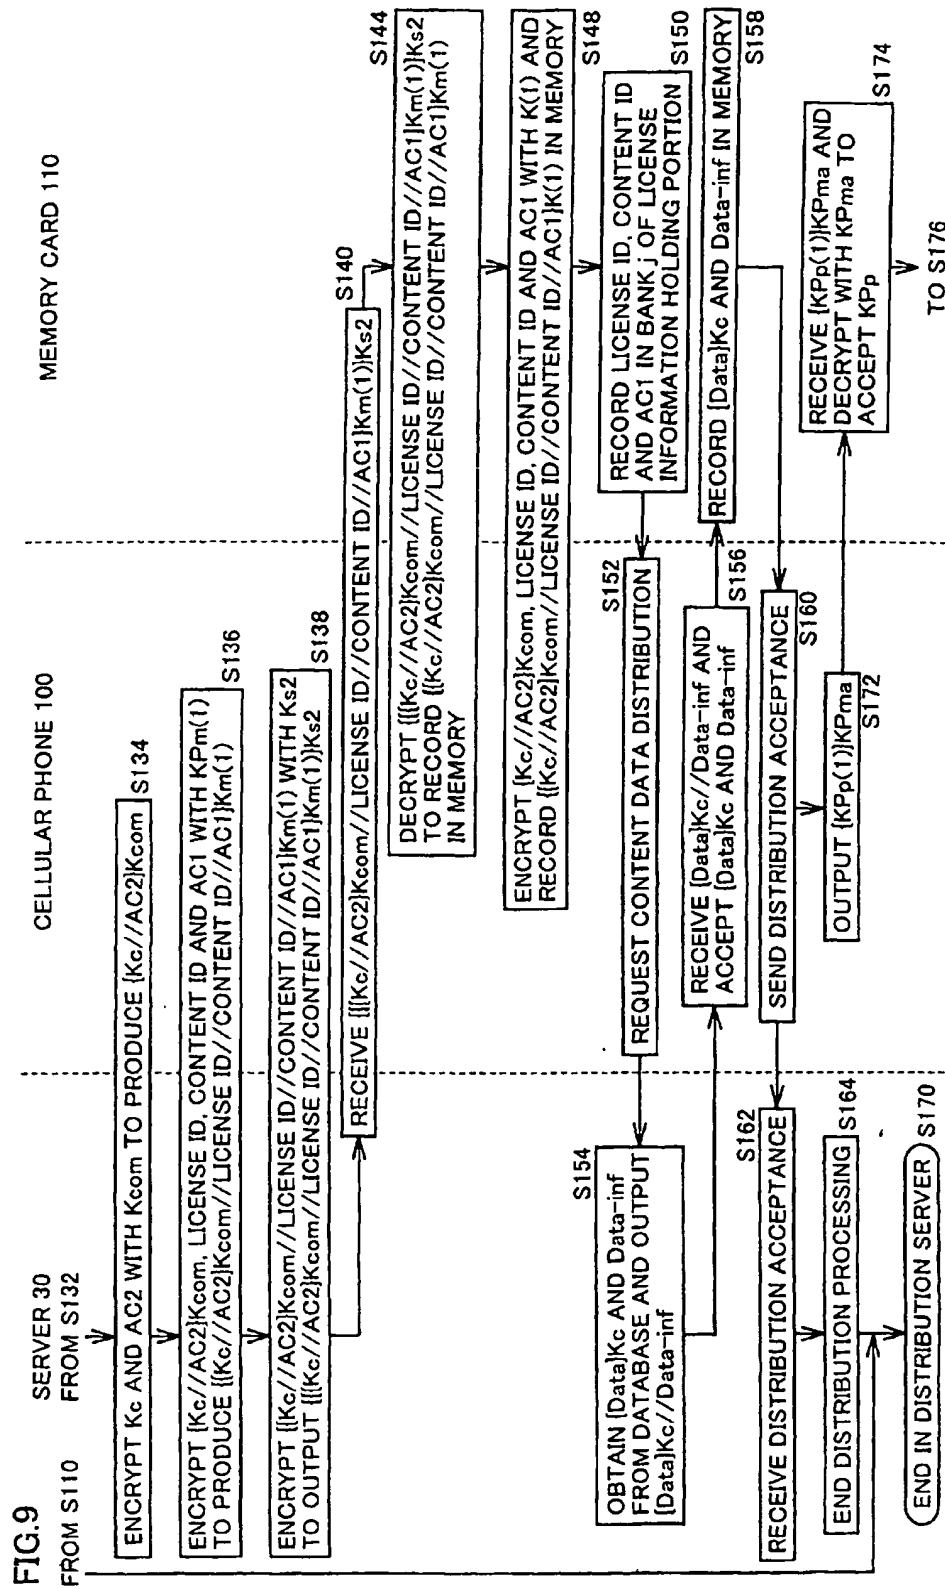 FIG.9
SERVER 30
CELLULAR PHONE 100
MEMORY CARD 110
FROM S110
FROM S132
ENCRYPT Kc AND AC2 WITH Kcom TO PRODUCE {Kc//AC2}Kcom
S134
ENCRYPT {Kc//AC2}Kcom, LICENSE ID, CONTENT ID AND AC1 WITH KPm(1)
TO PRODUCE {{Kc//AC2}Kcom//LICENSE ID//CONTENT ID//AC1}Km(1)
S136
ENCRYPT {{Kc//AC2}Kcom//LICENSE ID//CONTENT ID//AC1}Km(1) WITH Ks2
TO OUTPUT {{{Kc//AC2}Kcom//LICENSE ID//CONTENT ID//AC1}Km(1)}Ks2
S138
RECEIVE {{{Kc//AC2}Kcom//LICENSE ID//CONTENT ID//AC1}Km(1)}Ks2
S140
DECRYPT {{{Kc//AC2}Kcom//LICENSE ID//CONTENT ID//AC1}Km(1)}Ks2
TO RECORD {{Kc//AC2}Kcom//LICENSE ID//CONTENT ID//AC1}Km(1)
IN MEMORY
S144
ENCRYPT {Kc//AC2}Kcom, LICENSE ID, CONTENT ID AND AC1 WITH K(1) AND
RECORD {{Kc//AC2}Kcom//LICENSE ID//CONTENT ID//AC1}K(1) IN MEMORY
S148
RECORD LICENSE ID, CONTENT ID
AND AC1 IN BANK j OF LICENSE
INFORMATION HOLDING PORTION
S150
REQUEST CONTENT DATA DISTRIBUTION
S152
OBTAIN {Data}Kc AND Data-inf
FROM DATABASE AND OUTPUT
{Data}Kc//Data-inf
S154
RECEIVE {Data}Kc//Data-inf AND
ACCEPT {Data}Kc AND Data-inf
S156
RECORD {Data}Kc AND Data-inf IN MEMORY
S158
SEND DISTRIBUTION ACCEPTANCE
S160
RECEIVE DISTRIBUTION ACCEPTANCE
S162
END DISTRIBUTION PROCESSING
S164
END IN DISTRIBUTION SERVER
S170
OUTPUT {KPp(1)}KPma
S172
RECEIVE {KPp(1)}KPma AND
DECRYPT WITH KPma TO
ACCEPT KPp
S174
TO S176